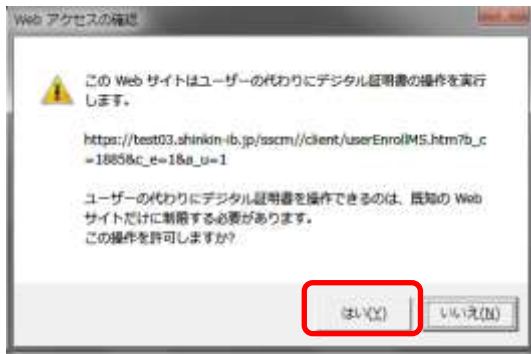 Web アクセスの確認
この Web サイトはユーザーの代わりにデジタル証明書の操作を実行
します。
https://test03.shinkin-ib.jp/sscm//client/userEnrollMS.htm?b_c
=1885&c_e=1&a_u=1
ユーザーの代わりにデジタル証明書を操作できるのは、既知の Web
サイトだけに制限する必要があります。
この操作を許可しますか?
はい(Y) いいえ(N)